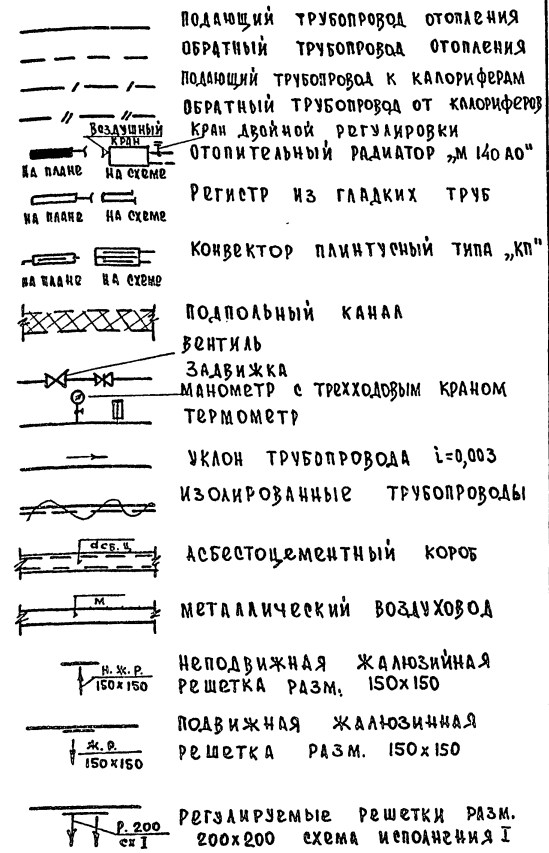 ПОДАЮЩИЙ ТРУБОПРОВОД ОТОПЛЕНИЯ
ОБРАТНЫЙ ТРУБОПРОВОД ОТОПЛЕНИЯ
ПОДАЮЩИЙ ТРУБОПРОВОД К КАЛОРИФЕРАМ
ОБРАТНЫЙ ТРУБОПРОВОД ОТ КАЛОРИФЕРОВ
ВОЗДУШНЫЙ КРАН
КРАН ДВОЙНОЙ РЕГУЛИРОВКИ
ОТОПИТЕЛЬНЫЙ РАДИАТОР „М 140 АО"
НА ПЛАНЕ НА СХЕМЕ
РЕГИСТР ИЗ ГЛАДКИХ ТРУБ
НА ПЛАНЕ НА СХЕМЕ
КОНВЕКТОР ПЛИНТУСНЫЙ ТИПА „КП"
НА ПЛАНЕ НА СХЕМЕ
ПОДПОЛЬНЫЙ КАНАЛ
ВЕНТИЛЬ
ЗАДВИЖКА
МАНОМЕТР С ТРЕХХОДОВЫМ КРАНОМ
ТЕРМОМЕТР
УКЛОН ТРУБОПРОВОДА i=0,003
ИЗОЛИРОВАННЫЕ ТРУБОПРОВОДЫ
АСБ.Ц.
АСБЕСТОЦЕМЕНТНЫЙ КОРОБ
М
МЕТАЛЛИЧЕСКИЙ ВОЗДУХОВОД
Н.Ж.Р.
150х150
НЕПОДВИЖНАЯ ЖАЛЮЗИЙНАЯ
РЕШЕТКА РАЗМ. 150х150
Ж.Р.
150х150
ПОДВИЖНАЯ ЖАЛЮЗИННАЯ
РЕШЕТКА РАЗМ. 150х150
Р. 200
сх I
РЕГУЛИРУЕМЫЕ РЕШЕТКИ РАЗМ.
200х200 СХЕМА ИСПОЛНЕНИЯ I